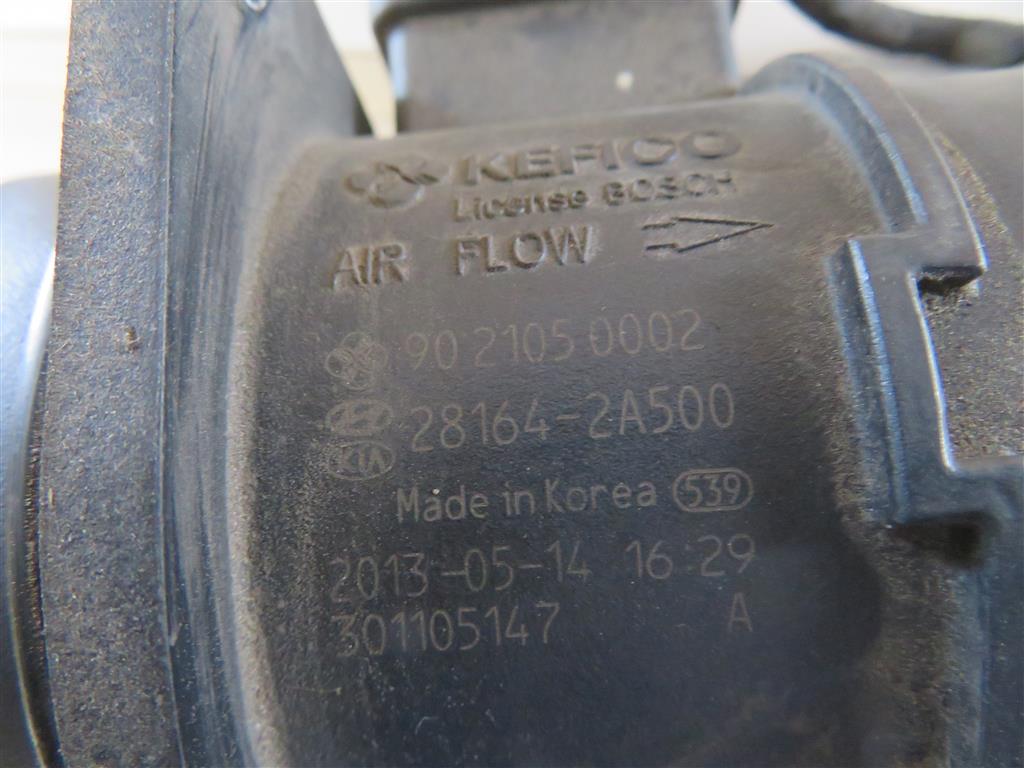 KEFICO
License BOSCH
AIR FLOW
90 2105 0002
28164-2A500
KIA
Made in Korea 539
2013-05-14 16:29
301105147 A